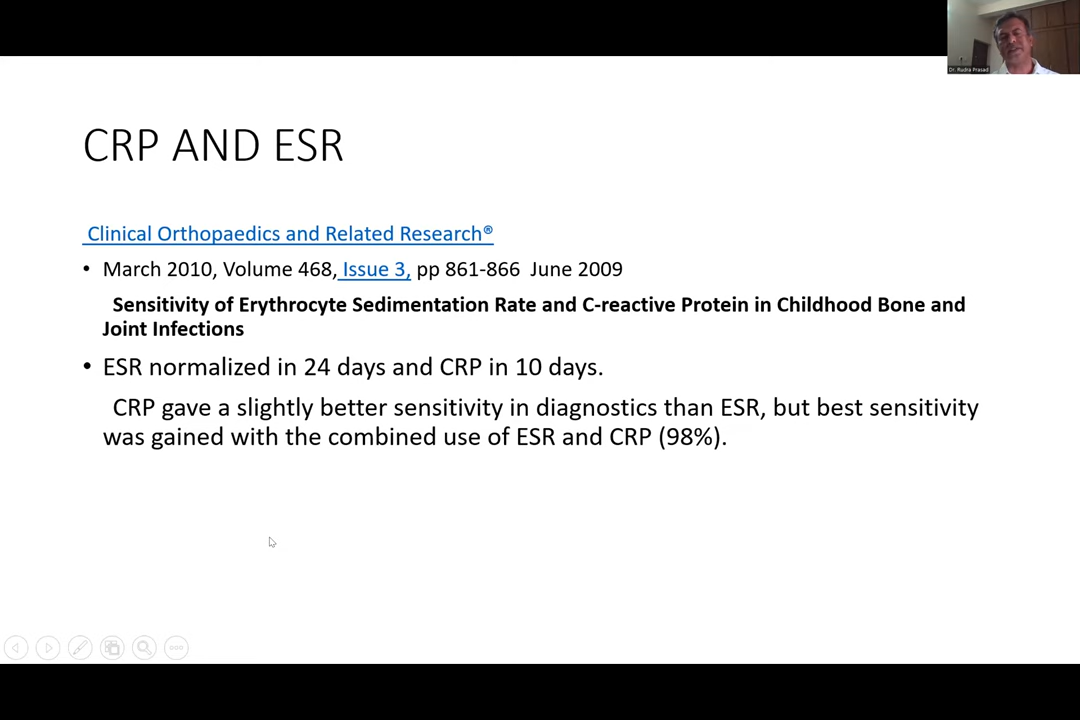 Dr. Rudra Prasad
CRP AND ESR
Clinical Orthopaedics and Related Research®
• March 2010, Volume 468, Issue 3, pp 861-866 June 2009
Sensitivity of Erythrocyte Sedimentation Rate and C-reactive Protein in Childhood Bone and
Joint Infections
• ESR normalized in 24 days and CRP in 10 days.
CRP gave a slightly better sensitivity in diagnostics than ESR, but best sensitivity
was gained with the combined use of ESR and CRP (98%).